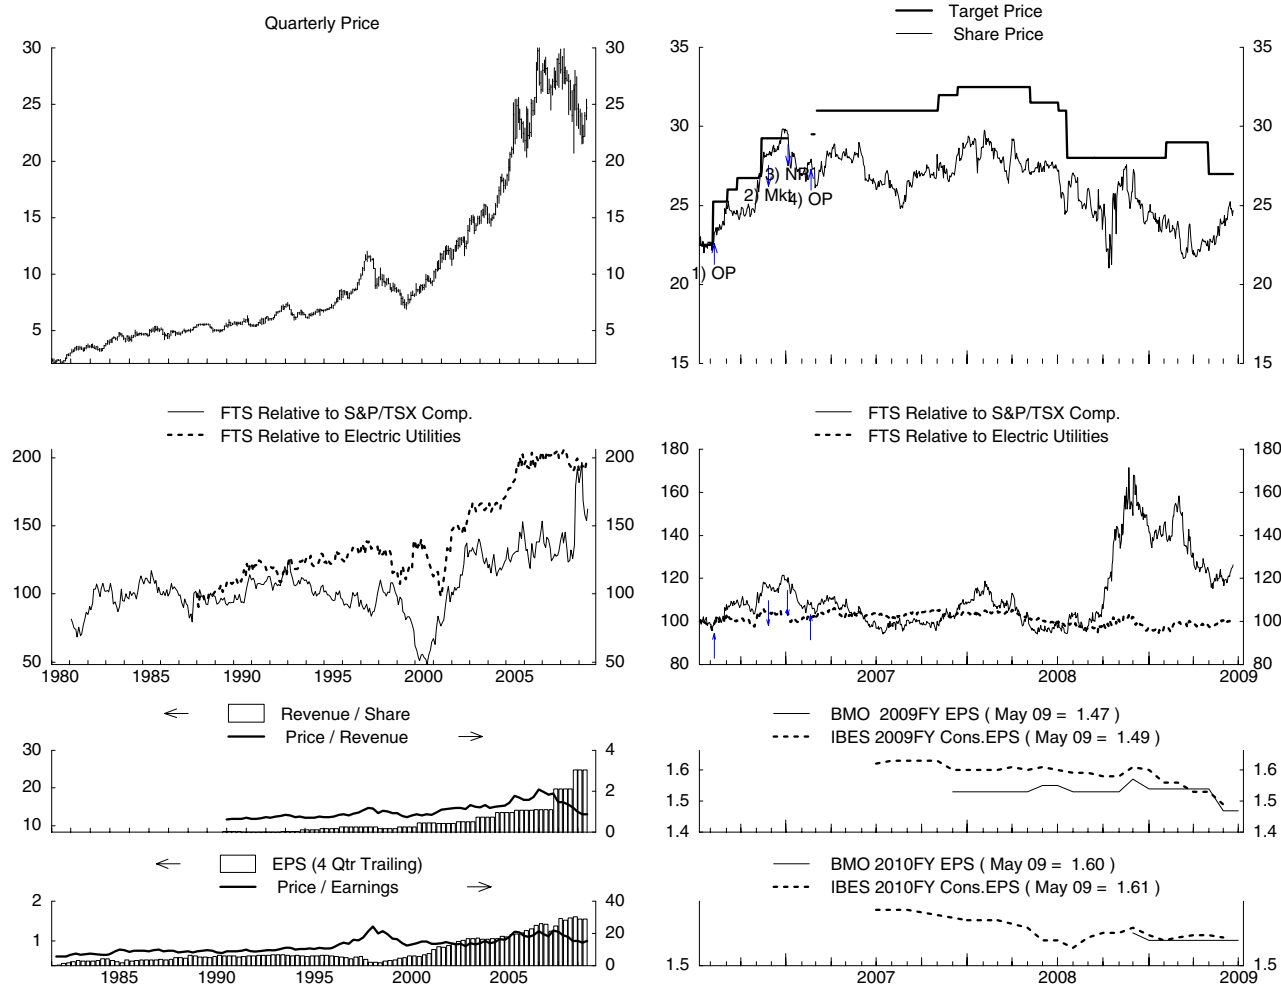 Quarterly Price
30 30
25 25
20 20
15 15
10 10
5 5
Target Price
Share Price
35 35
30 30
25 25
20 20
15 15
1) OP
2) Mkt
3) NR
4) OP
FTS Relative to S&P/TSX Comp.
FTS Relative to Electric Utilities
200 200
150 150
100 100
50 50
1980 1985 1990 1995 2000 2005
FTS Relative to S&P/TSX Comp.
FTS Relative to Electric Utilities
180 180
160 160
140 140
120 120
100 100
80 80
2007 2008 2009
Revenue / Share
Price / Revenue
30 4
20 2
10 0
BMO 2009FY EPS ( May 09 = 1.47 )
IBES 2009FY Cons.EPS ( May 09 = 1.49 )
1.6 1.6
1.5 1.5
1.4 1.4
EPS (4 Qtr Trailing)
Price / Earnings
2 40
1 20
0
1985 1990 1995 2000 2005
BMO 2010FY EPS ( May 09 = 1.60 )
IBES 2010FY Cons.EPS ( May 09 = 1.61 )
1.5 1.5
2007 2008 2009